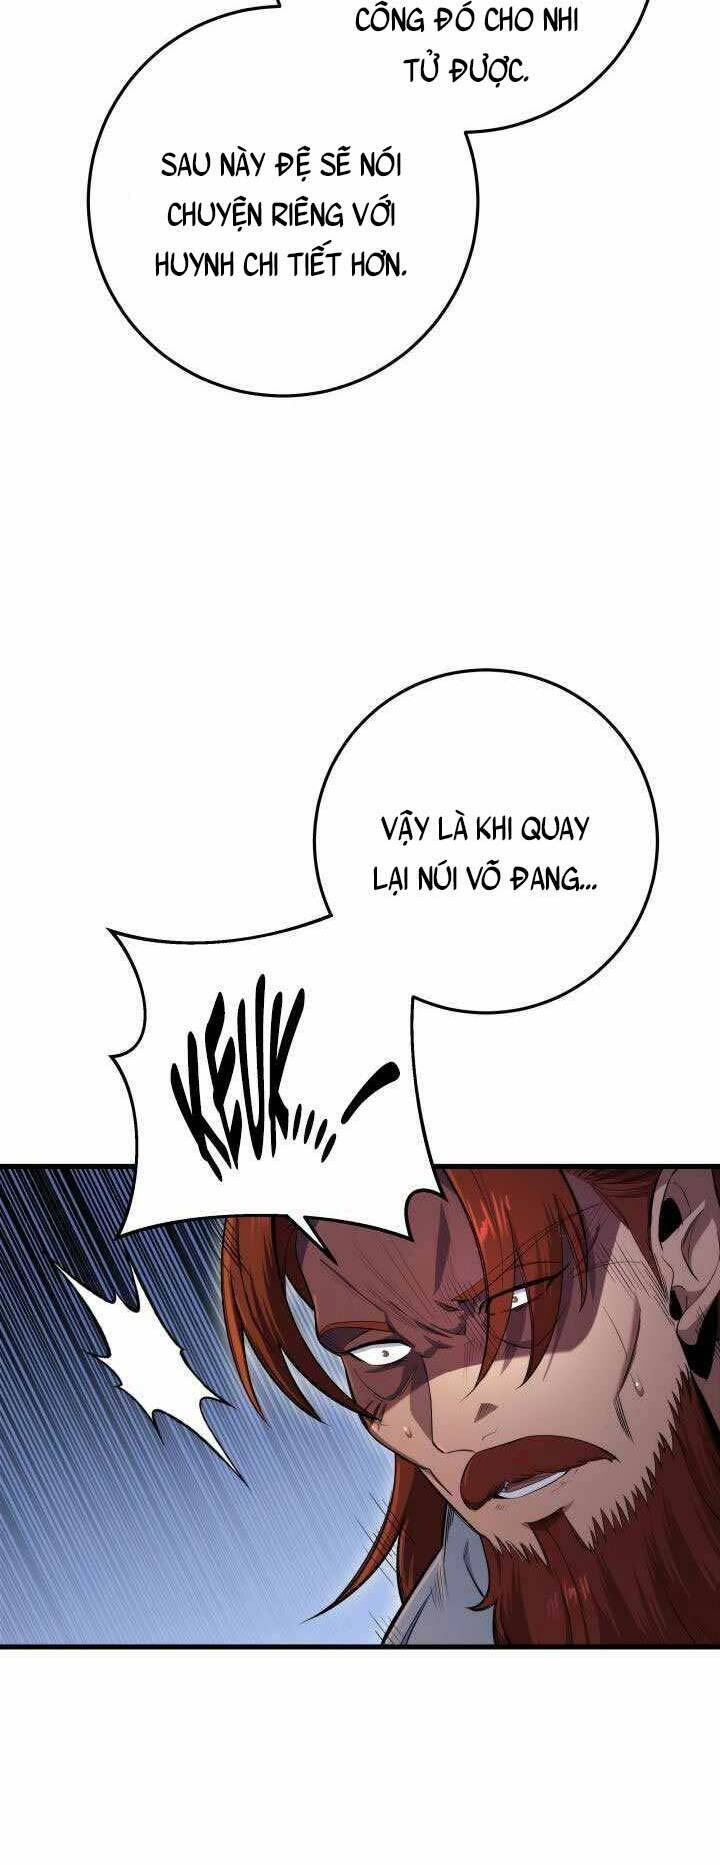 CÔNG ĐÓ CHO NHI
TỬ ĐƯỢC.
SAU NÀY ĐỆ SẼ NÓI
CHUYỆN RIÊNG VỚI
HUYNH CHI TIẾT HƠN.
VẬY LÀ KHI QUAY
LẠI NÚI VÕ ĐANG...
KEUK....!